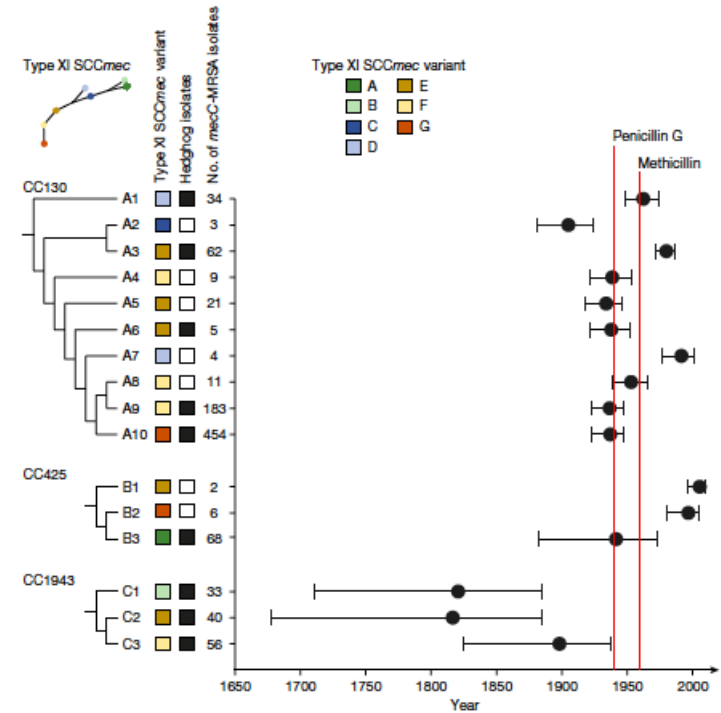 Type XI SCCmec
Type XI SCCmec variant
Hedghog isolates
No. of mecC-MRSA isolates
Type XI SCCmec variant
A E
B F
C G
D
Penicillin G
Methicillin
CC130
A1 34
A2 3
A3 62
A4 9
A5 21
A6 5
A7 4
A8 11
A9 183
A10 454
CC425
B1 2
B2 6
B3 68
CC1943
C1 33
C2 40
C3 56
1650 1700 1750 1800 1850 1900 1950 2000
Year